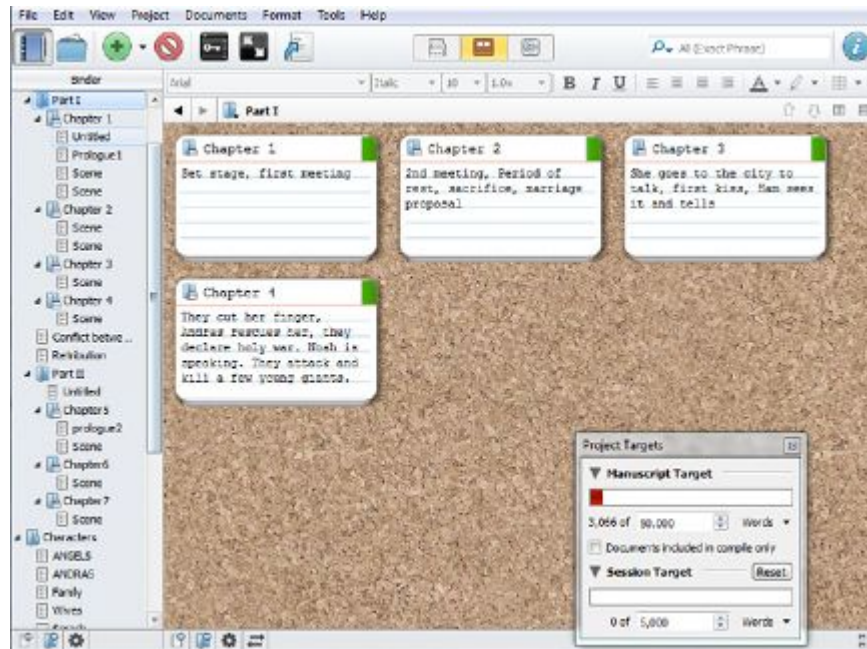 File Edit View Project Documents Format Tools Help
All (Exact Phrase)
Binder
Arial Italic 10 1.0x B I U A
Part I
Part I
Chapter 1
Untitled
Prologue1
Scene
Scene
Chapter 2
Scene
Scene
Chapter 3
Scene
Chapter 4
Scene
Conflict betwe ...
Retribution
Part II
Untitled
Chapter5
prologue2
Scene
Chapter6
Scene
Chapter7
Scene
Characters
ANGELS
ANDRAS
Family
Wives
Chapter 1
Set stage, first meeting
Chapter 2
2nd meeting, Period of
rest, sacrifice, marriage
proposal
Chapter 3
She goes to the city to
talk, first kiss, Man sees
it and tells
Chapter 4
They cut her finger,
Andras rescues her, they
declare holy war. Noah is
speaking. They attack and
kill a few young giants.
Project Targets
Manuscript Target
3,066 of 90,000 Words
Documents included in compile only
Session Target Reset
0 of 5,000 Words